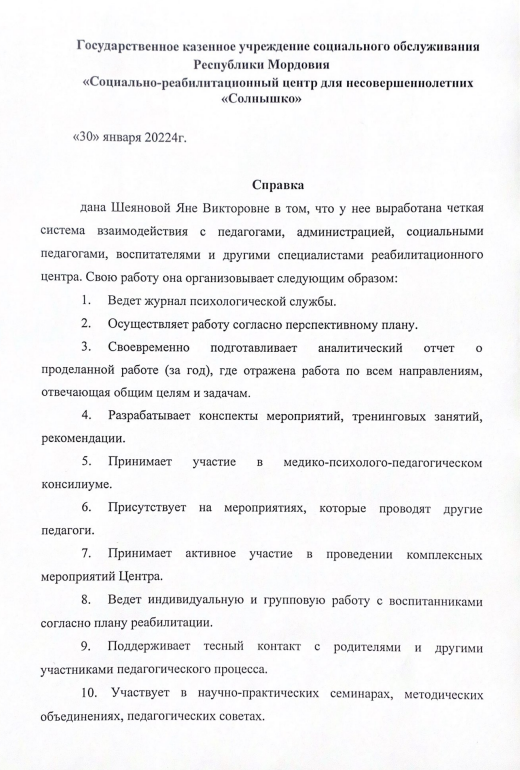 Государственное казенное учреждение социального обслуживания
Республики Мордовия
«Социально-реабилитационный центр для несовершеннолетних
«Солнышко»
«30» января 20224г.
Справка
дана Шеяновой Яне Викторовне в том, что у нее выработана четкая
система взаимодействия с педагогами, администрацией, социальными
педагогами, воспитателями и другими специалистами реабилитационного
центра. Свою работу она организовывает следующим образом:
1. Ведет журнал психологической службы.
2. Осуществляет работу согласно перспективному плану.
3. Своевременно подготавливает аналитический отчет о
проделанной работе (за год), где отражена работа по всем направлениям,
отвечающая общим целям и задачам.
4. Разрабатывает конспекты мероприятий, тренинговых занятий,
рекомендации.
5. Принимает участие в медико-психолого-педагогическом
консилиуме.
6. Присутствует на мероприятиях, которые проводят другие
педагоги.
7. Принимает активное участие в проведении комплексных
мероприятий Центра.
8. Ведет индивидуальную и групповую работу с воспитанниками
согласно плану реабилитации.
9. Поддерживает тесный контакт с родителями и другими
участниками педагогического процесса.
10. Участвует в научно-практических семинарах, методических
объединениях, педагогических советах.